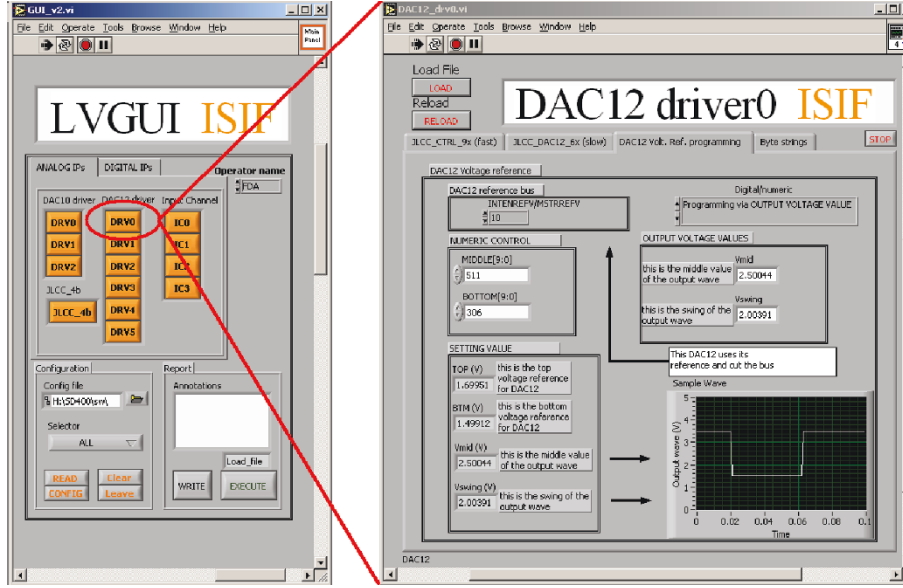 GUI_v2.vi
File Edit Operate Tools Browse Window Help
Main Panel
LVGUI ISIF
ANALOG IPs DIGITAL IPs
Operator name
FDA
DAC10 driver DAC12 driver Input Channel
DRV0 DRV0 IC0
DRV1 DRV1 IC1
DRV2 DRV2
JLCC_4b DRV3 IC3
JLCC_4b DRV4
DRV5
Configuration
Config file
H:\SD400\sw\
Selector
ALL
READ CONFIG
Clear Leave
Report
Annotations
Load_file
WRITE EXECUTE
DAC12_drv0.vi
File Edit Operate Tools Browse Window Help
4
Load File
LOAD
Reload
RELOAD
DAC12 driver0 ISIF
JLCC_CTRL_9x (fast) JLCC_DAC12_6x (slow) DAC12 Volt. Ref. programming Byte strings
STOP
DAC12 Voltage reference
DAC12 reference bus
INTENREFV/MSTRREFV
10
Digital/numeric
Programming via OUTPUT VOLTAGE VALUE
NUMERIC CONTROL
MIDDLE[9:0]
511
BOTTOM[9:0]
306
OUTPUT VOLTAGE VALUES
this is the middle value of the output wave
Vmid
2.50044
this is the swing of the output wave
Vswing
2.00391
This DAC12 uses its
reference and cut the bus
SETTING VALUE
TOP (V)
1.69951
this is the top
voltage reference
for DAC12
BTM (V)
1.49912
this is the bottom
voltage reference
for DAC12
Vmid (V)
2.50044
this is the middle value
of the output wave
Vswing (V)
2.00391
this is the swing of the
output wave
Sample Wave
Output wave (V)
5
4
3
2
1
0
0 0.02 0.04 0.06 0.08 0.1
Time
DAC12